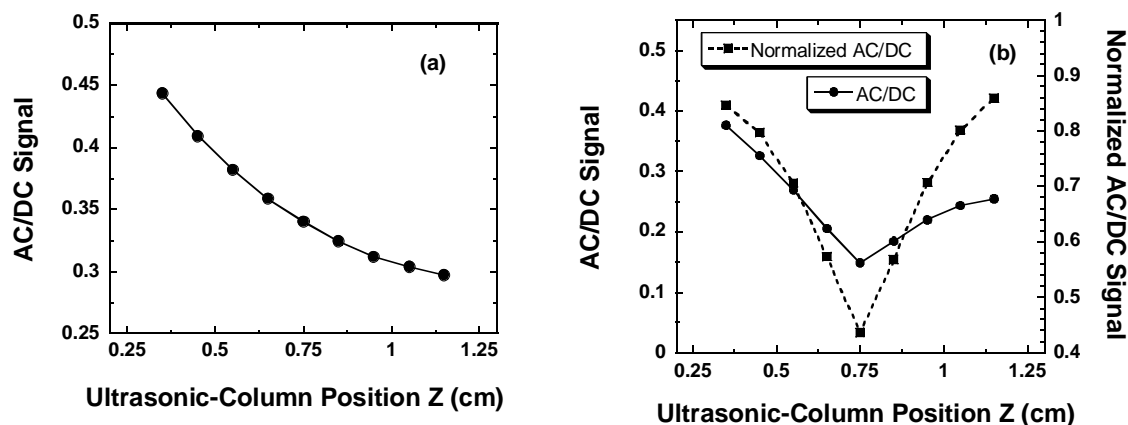 (a)
AC/DC Signal
0.5
0.45
0.4
0.35
0.3
0.25
0.25 0.5 0.75 1 1.25
Ultrasonic-Column Position Z (cm)
(b)
Normalized AC/DC
AC/DC
AC/DC Signal
0.5
0.4
0.3
0.2
0.1
0
Normalized AC/DC Signal
1
0.9
0.8
0.7
0.6
0.5
0.4
0.25 0.5 0.75 1 1.25
Ultrasonic-Column Position Z (cm)